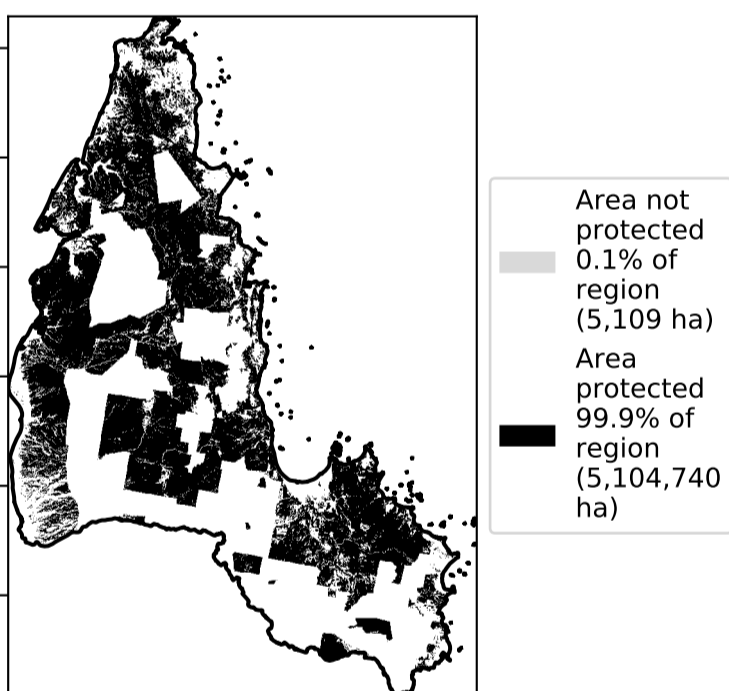 Area not
protected
0.1% of
region
(5,109 ha)
Area
protected
99.9% of
region
(5,104,740
ha)